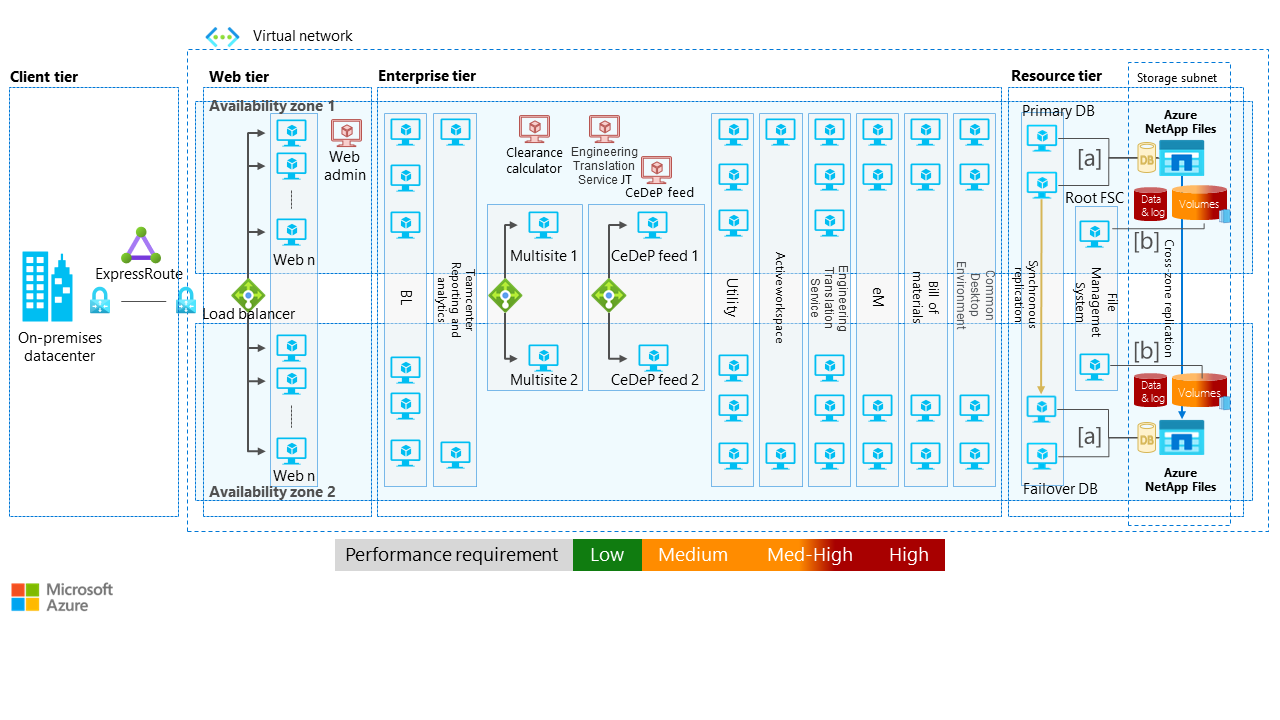 Virtual network
Client tier
Web tier
Enterprise tier
Resource tier
Storage subnet
Availability zone 1
Primary DB
Azure
NetApp Files
Web
admin
Clearance
calculator
Engineering
Translation
Service JT
CeDeP feed
[a]
DB
Root FSC
Data
& log
Volumes
[b]
Web n
Multisite 1
CeDeP feed 1
ExpressRoute
Load balancer
On-premises
datacenter
BL
Teamcenter
Reporting and
analytics
Utility
Activeworkspace
Engineering
Translation
Service
eM
Bill of
materials
Common
Desktop
Environment
Synchronous
replication
File
Managemet
System
Cross-zone replication
[b]
Multisite 2
CeDeP feed 2
Data
& log
Volumes
[a]
DB
Web n
Azure
NetApp Files
Availability zone 2
Failover DB
Performance requirement
Low
Medium
Med-High
High
Microsoft
Azure